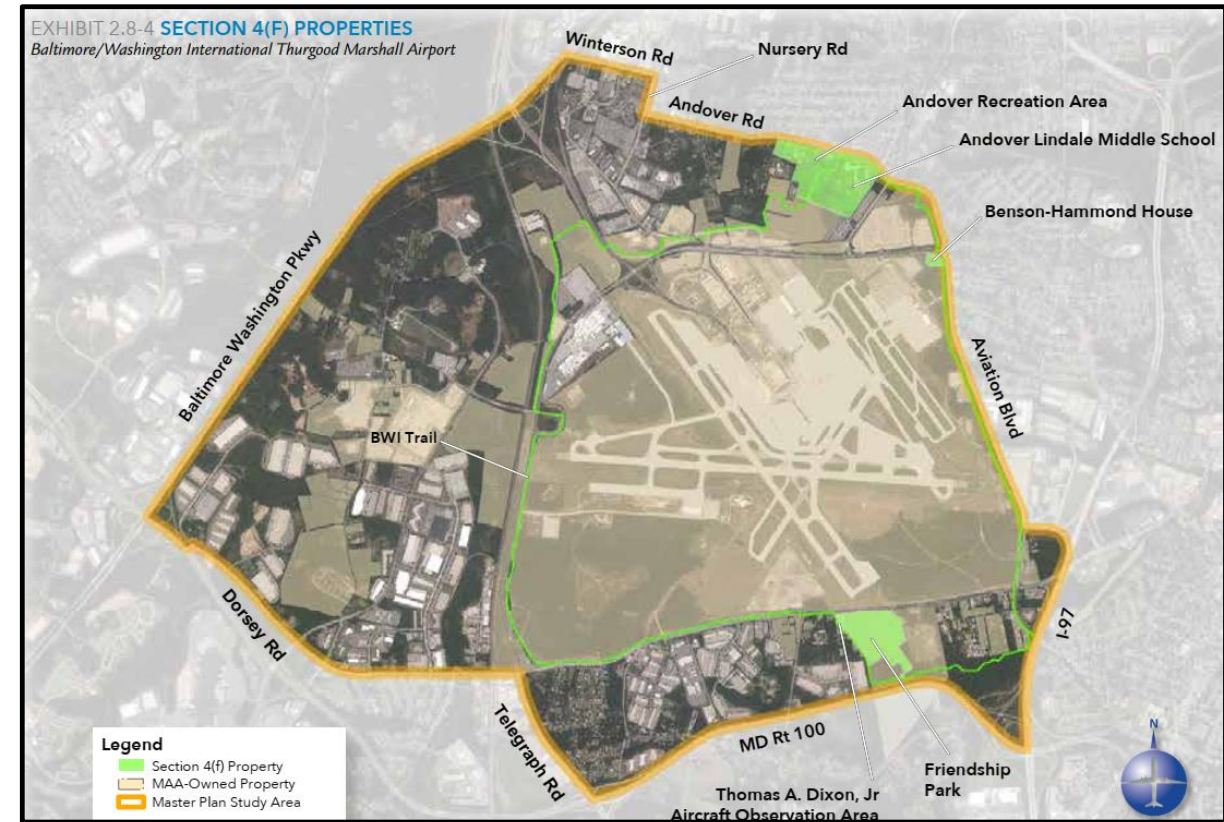 EXHIBIT 2.8-4 SECTION 4(F) PROPERTIES
Baltimore/Washington International Thurgood Marshall Airport
Winterson Rd
Nursery Rd
Andover Rd
Andover Recreation Area
Andover Lindale Middle School
Benson-Hammond House
Baltimore Washington Pkwy
Aviation Blvd
BWI Trail
Dorsey Rd
I-97
Telegraph Rd
MD Rt 100
Friendship
Park
Thomas A. Dixon, Jr
Aircraft Observation Area
Legend
Section 4(f) Property
MAA-Owned Property
Master Plan Study Area
N